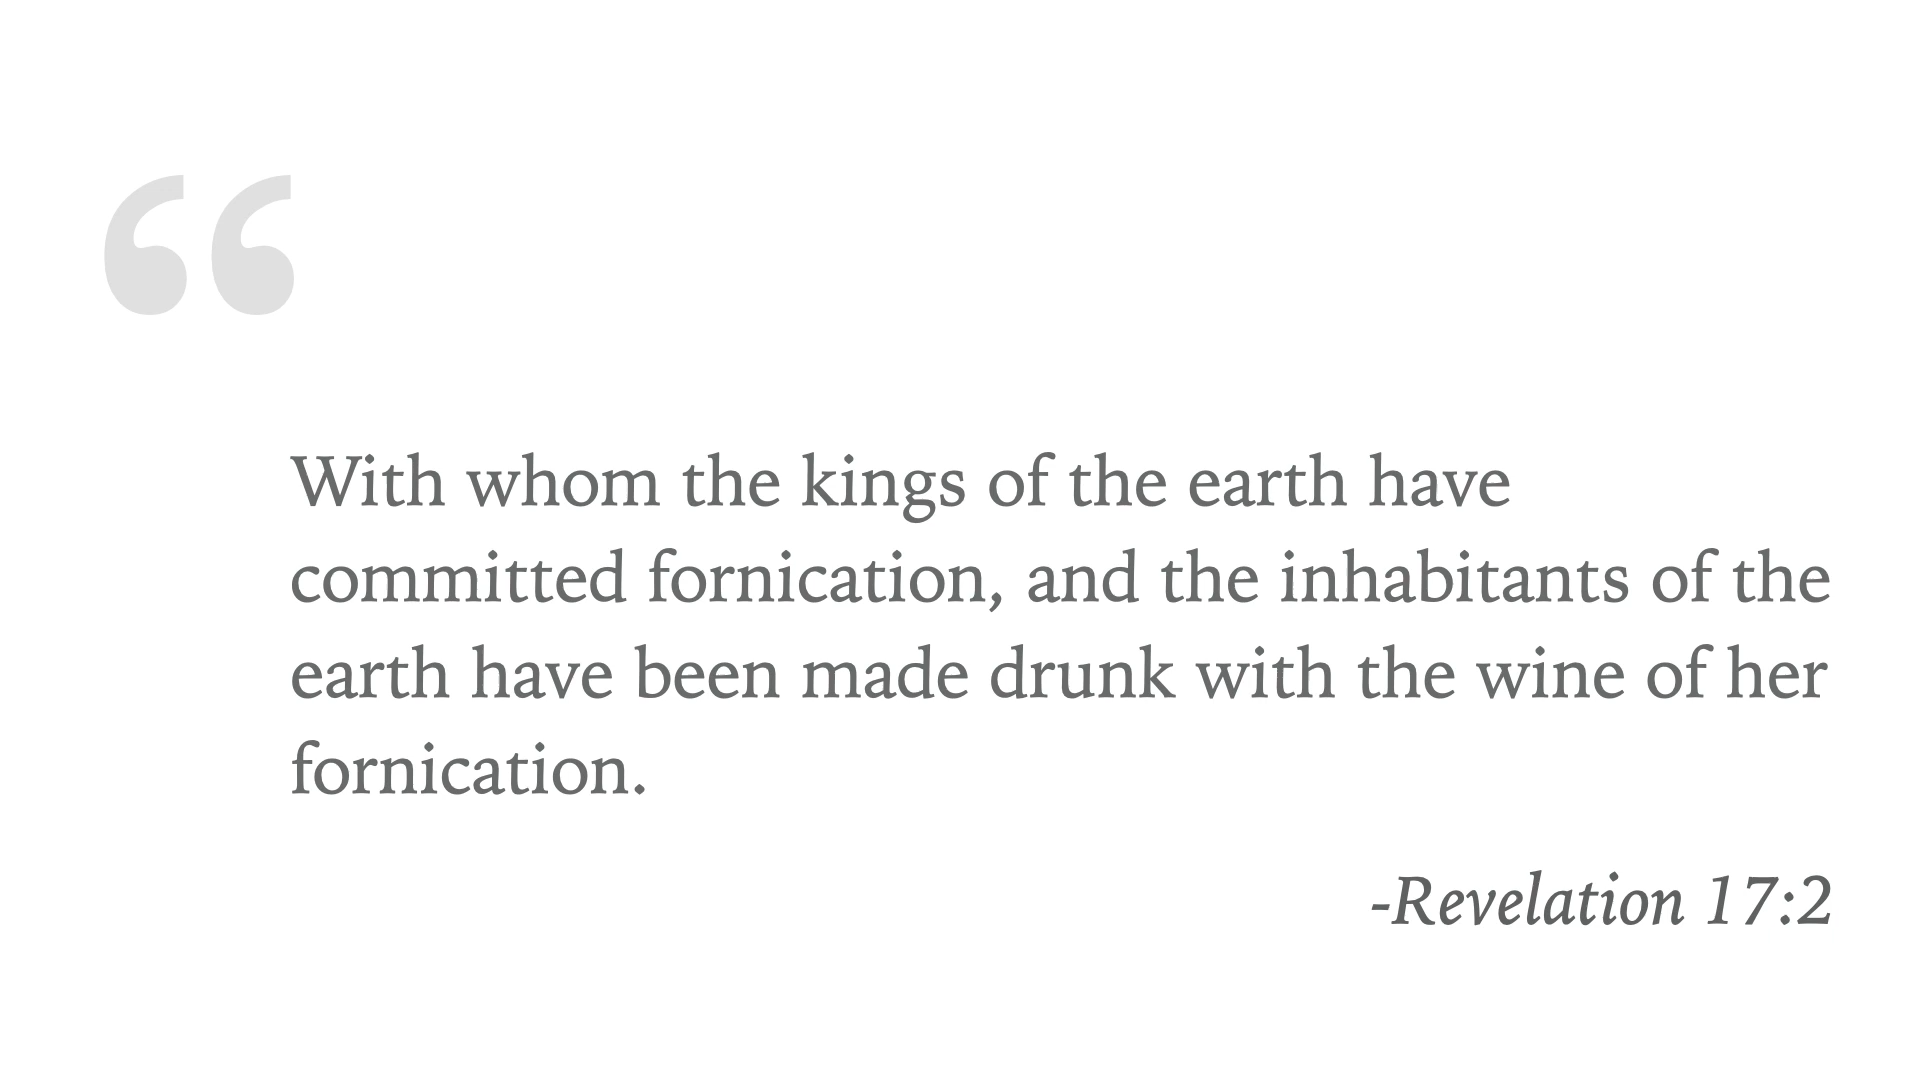 “
With whom the kings of the earth have
committed fornication, and the inhabitants of the
earth have been made drunk with the wine of her
fornication.
-Revelation 17:2